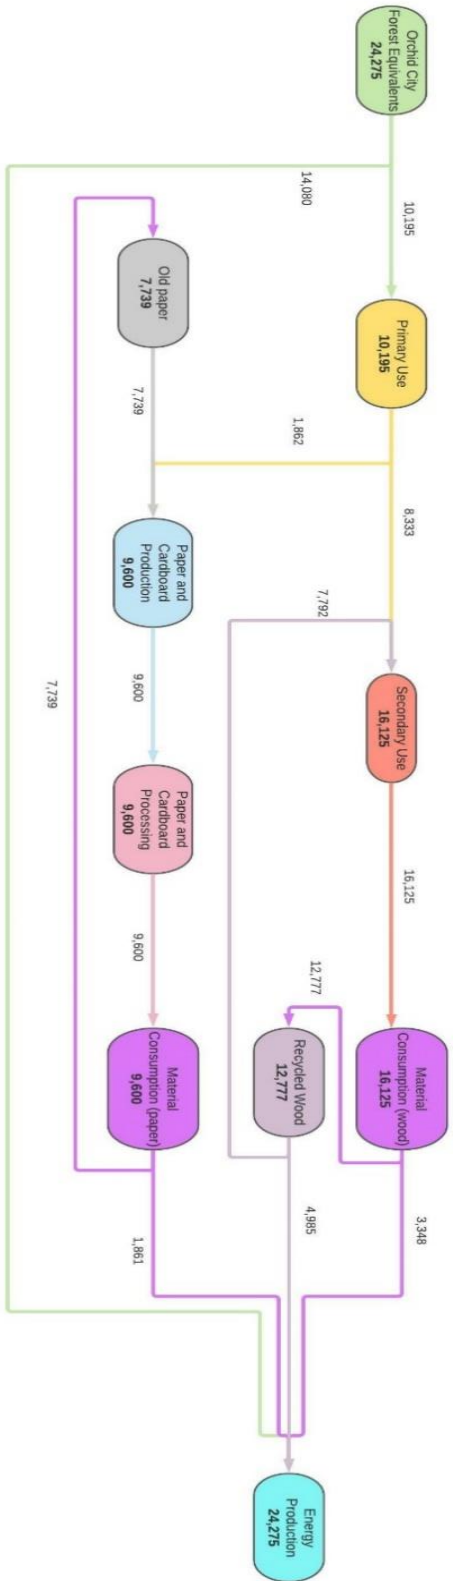 Orchid City
Forest Equivalents
24,275
10,195
14,080
Primary Use
10,195
8,333
1,862
7,792
Secondary Use
16,125
16,125
Material
Consumption (wood)
16,125
12,777
3,348
Recycled Wood
12,777
4,985
Old paper
7,739
7,739
Paper and
Cardboard
Production
9,600
9,600
Paper and
Cardboard
Processing
9,600
9,600
Material
Consumption (paper)
9,600
1,861
7,739
Energy
Production
24,275